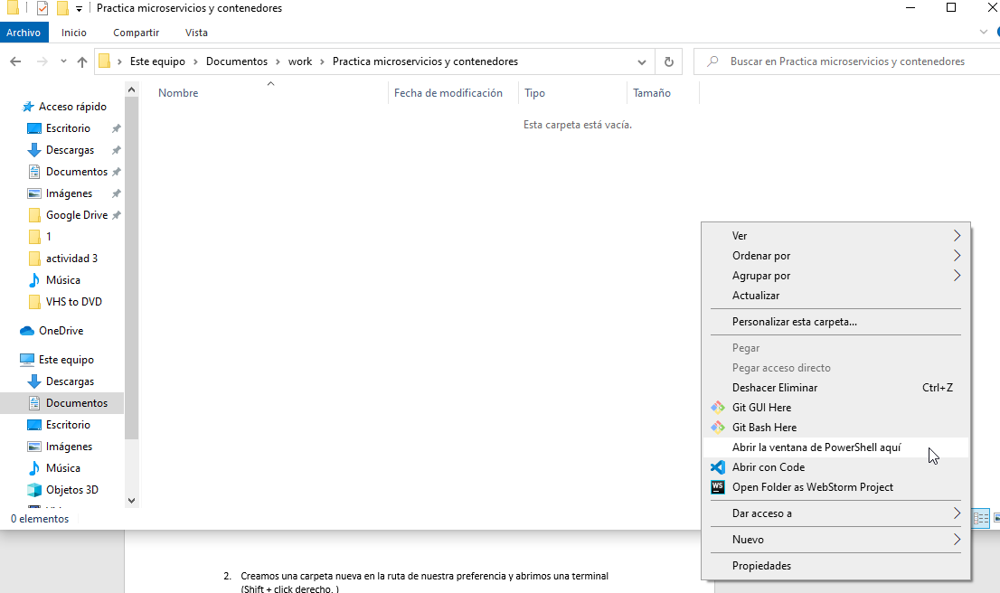 Practica microservicios y contenedores
Archivo Inicio Compartir Vista
Este equipo Documentos work Practica microservicios y contenedores
Buscar en Practica microservicios y contenedores
Nombre Fecha de modificación Tipo Tamaño
Esta carpeta está vacía.
Acceso rápido
Escritorio
Descargas
Documentos
Imágenes
Google Drive
1
actividad 3
Música
VHS to DVD
OneDrive
Este equipo
Descargas
Documentos
Escritorio
Imágenes
Música
Objetos 3D
0 elementos
Ver
Ordenar por
Agrupar por
Actualizar
Personalizar esta carpeta...
Pegar
Pegar acceso directo
Deshacer Eliminar Ctrl+Z
Git GUI Here
Git Bash Here
Abrir la ventana de PowerShell aquí
Abrir con Code
WS Open Folder as WebStorm Project
Dar acceso a
Nuevo
Propiedades
2. Creamos una carpeta nueva en la ruta de nuestra preferencia y abrimos una terminal
(Shift + click derecho. )